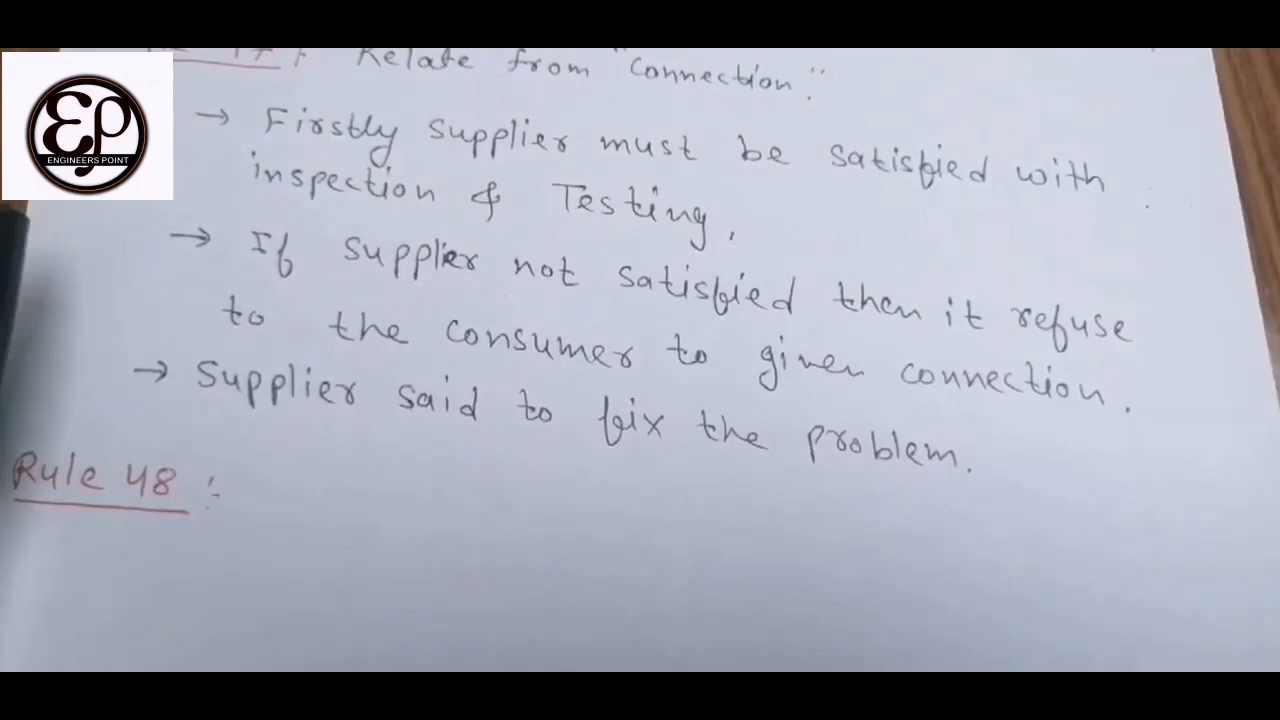 47 : Relate from "Connection".
EP
ENGINEERS POINT
→ Firstly supplier must be satisfied with
inspection & Testing.
→ If supplier not satisfied then it refuse
to the consumer to given connection.
→ Supplier said to fix the problem.
Rule 48 :-